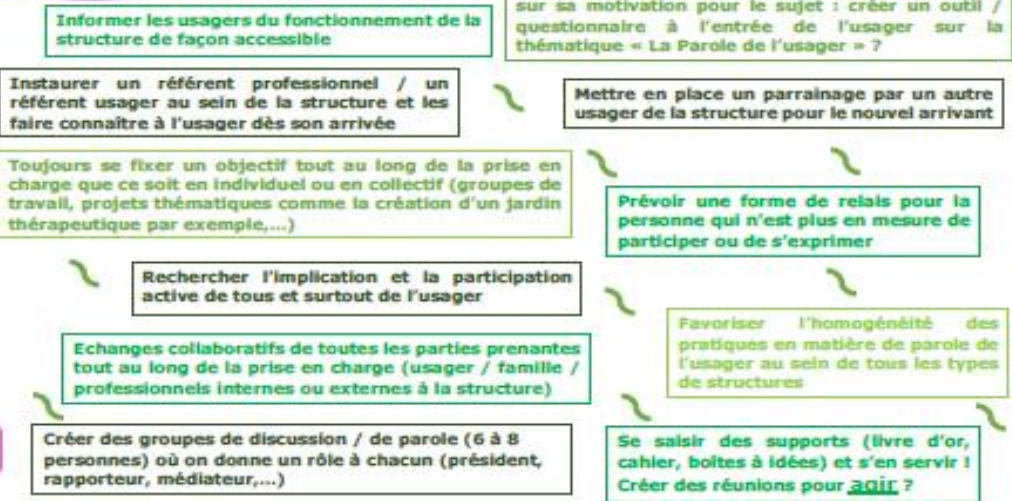 Informer les usagers du fonctionnement de la
structure de façon accessible
sur sa motivation pour le sujet : créer un outil /
questionnaire à l'entrée de l'usager sur la
thématique « La Parole de l'usager » ?
Instaurer un référent professionnel / un
référent usager au sein de la structure et les
faire connaître à l'usager dès son arrivée
Mettre en place un parrainage par un autre
usager de la structure pour le nouvel arrivant
Toujours se fixer un objectif tout au long de la prise en
charge que ce soit en individuel ou en collectif (groupes de
travail, projets thématiques comme la création d'un jardin
thérapeutique par exemple,...)
Prévoir une forme de relais pour la
personne qui n'est plus en mesure de
participer ou de s'exprimer
Rechercher l'implication et la participation
active de tous et surtout de l'usager
Favoriser l'homogénéité des
pratiques en matière de parole de
l'usager au sein de tous les types
de structures
Echanges collaboratifs de toutes les parties prenantes
tout au long de la prise en charge (usager / famille /
professionnels internes ou externes à la structure)
Créer des groupes de discussion / de parole (6 à 8
personnes) où on donne un rôle à chacun (président,
rapporteur, médiateur,...)
Se saisir des supports (livre d'or,
cahier, boîtes à idées) et s'en servir !
Créer des réunions pour agir ?